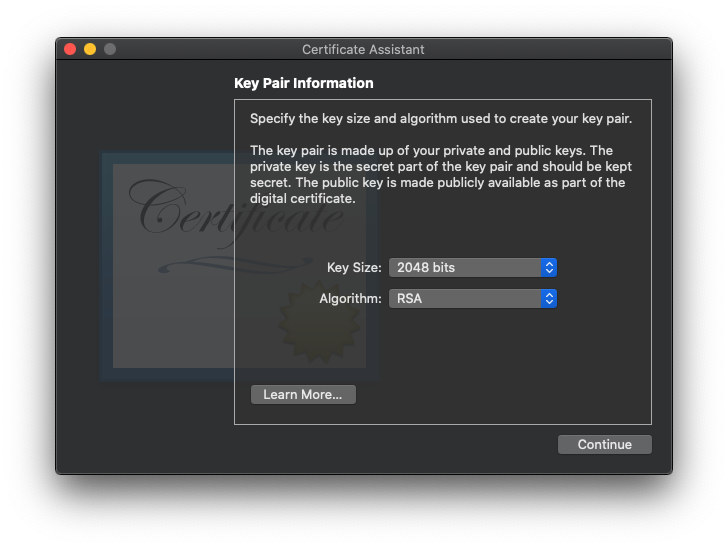 Certificate Assistant
Key Pair Information
Specify the key size and algorithm used to create your key pair.
The key pair is made up of your private and public keys. The
private key is the secret part of the key pair and should be kept
secret. The public key is made publicly available as part of the
digital certificate.
Certificate
Key Size: 2048 bits
Algorithm: RSA
Learn More...
Continue